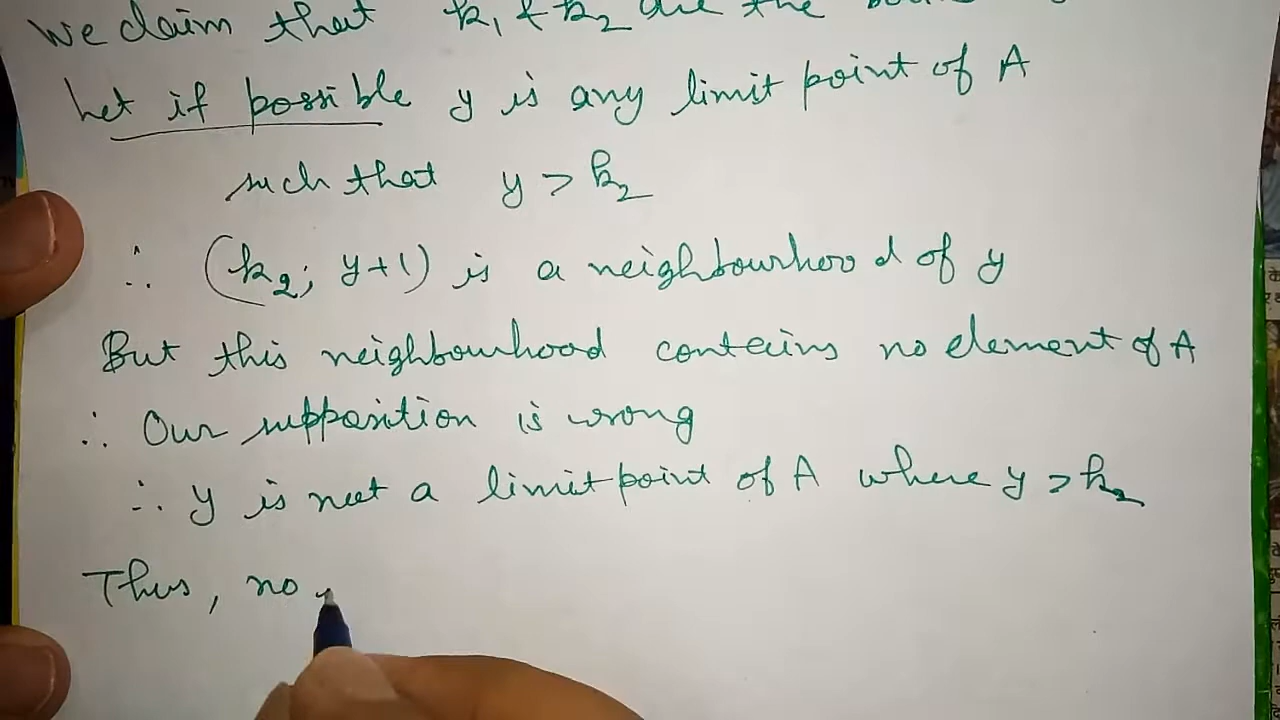 We claim that k₁ & k₂ are the
Let if possible y is any limit point of A
such that y > k₂
∴ (k₂, y+1) is a neighbourhood of y
But this neighbourhood contains no element of A
∴ Our supposition is wrong
∴ y is not a limit point of A where y > k₂
Thus, no